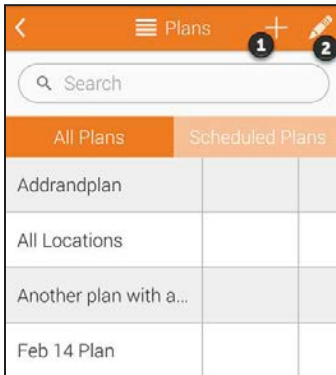 Plans
1
2
Search
All Plans Scheduled Plans
Addrandplan
All Locations
Another plan with a...
Feb 14 Plan